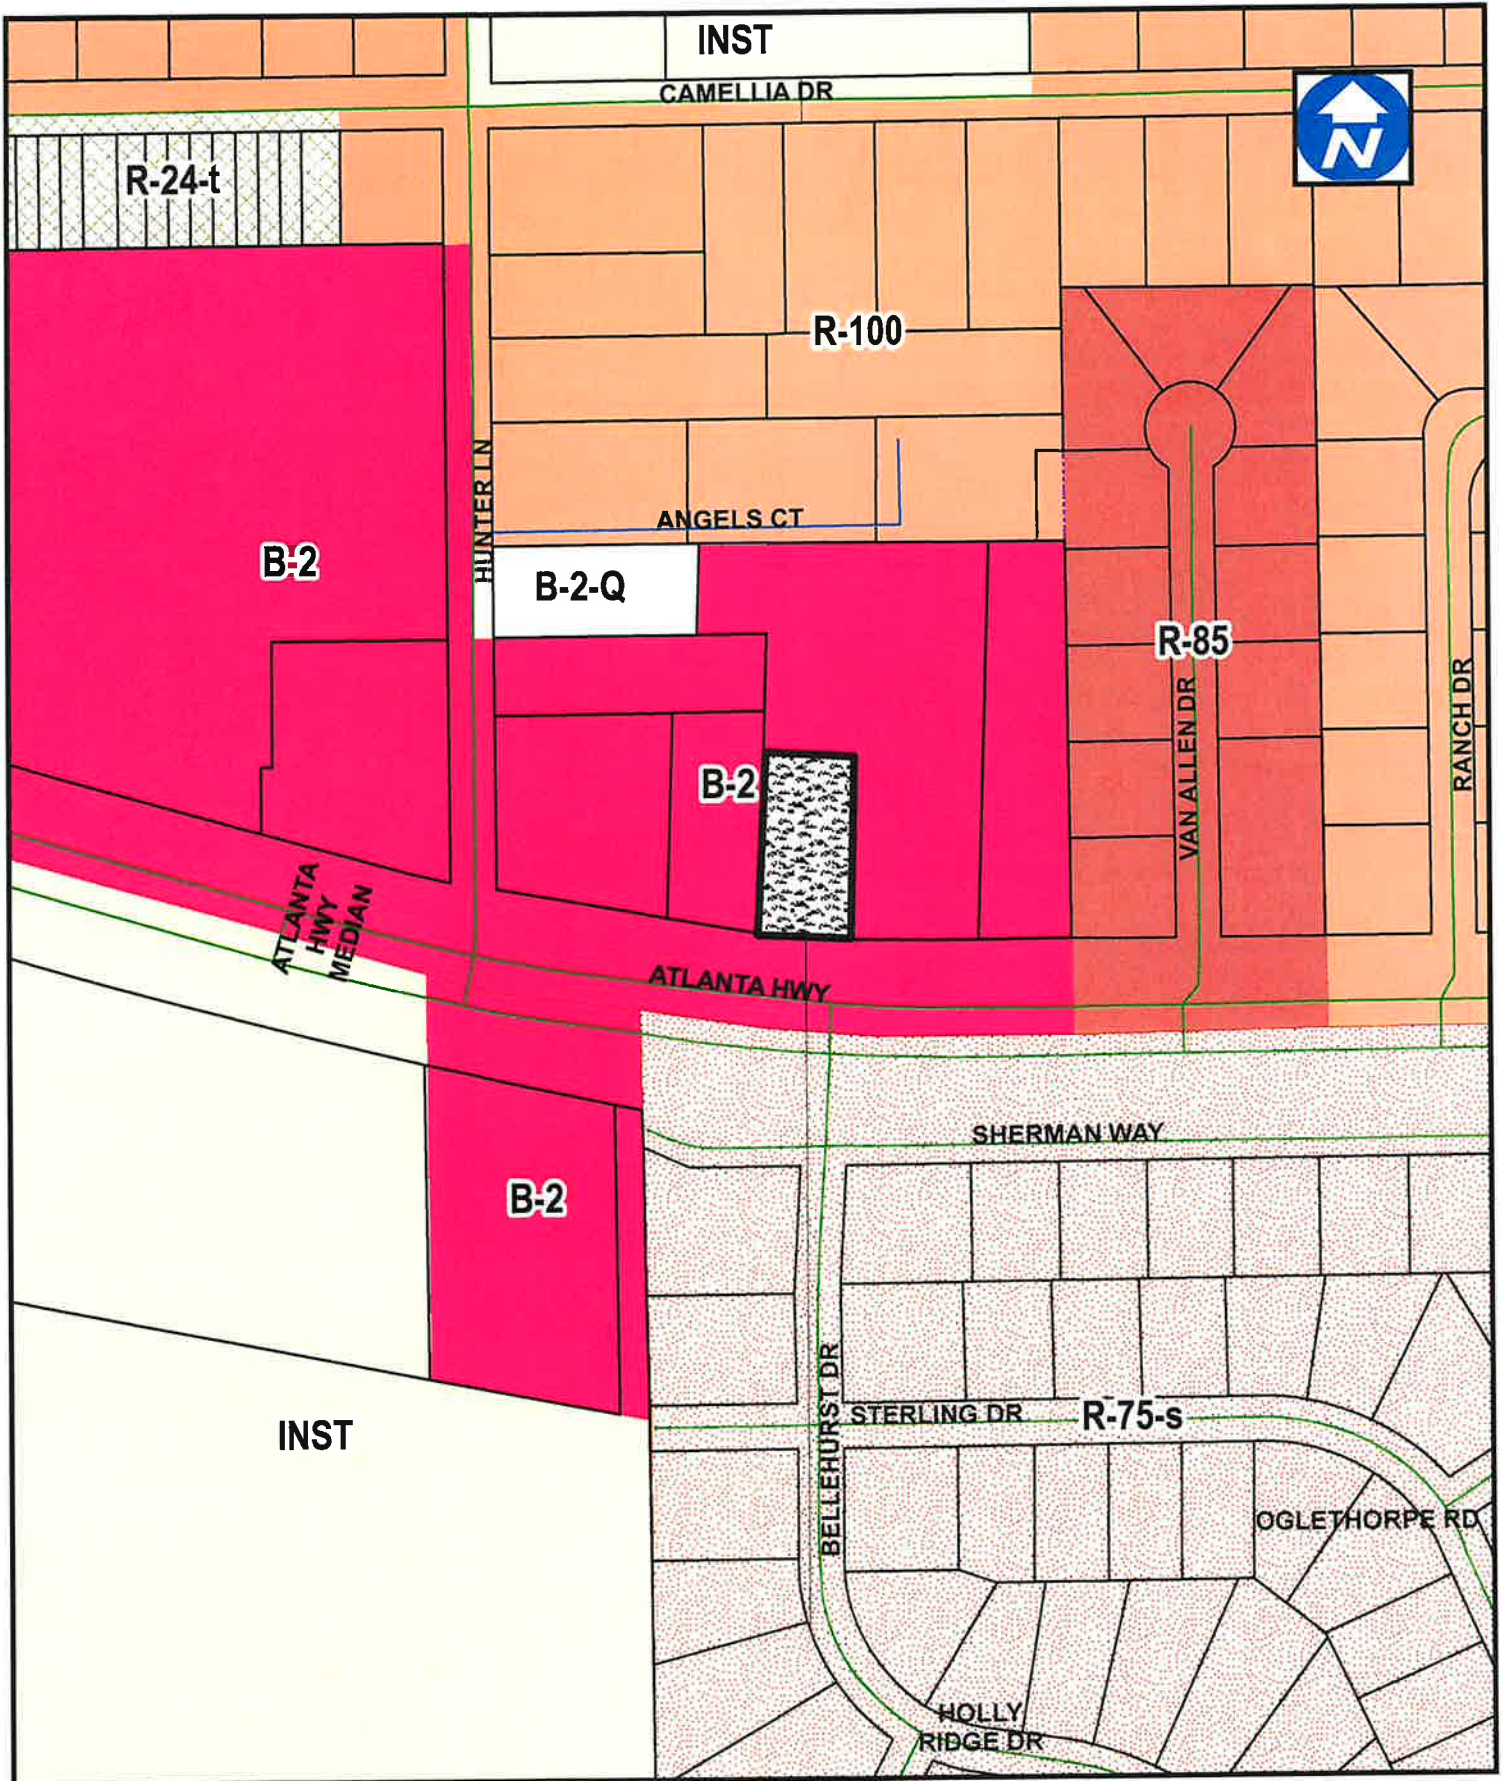 INST
CAMELLIA DR
N
R-24-t
R-100
HUNTER LN
ANGELS CT
B-2
B-2-Q
R-85
B-2
VAN ALLEN DR
RANCH DR
ATLANTA
HWY
MEDIAN
ATLANTA HWY
SHERMAN WAY
B-2
BELLEHURST DR
STERLING DR
R-75-s
INST
OGLETHORPE RD
HOLLY
RIDGE DR